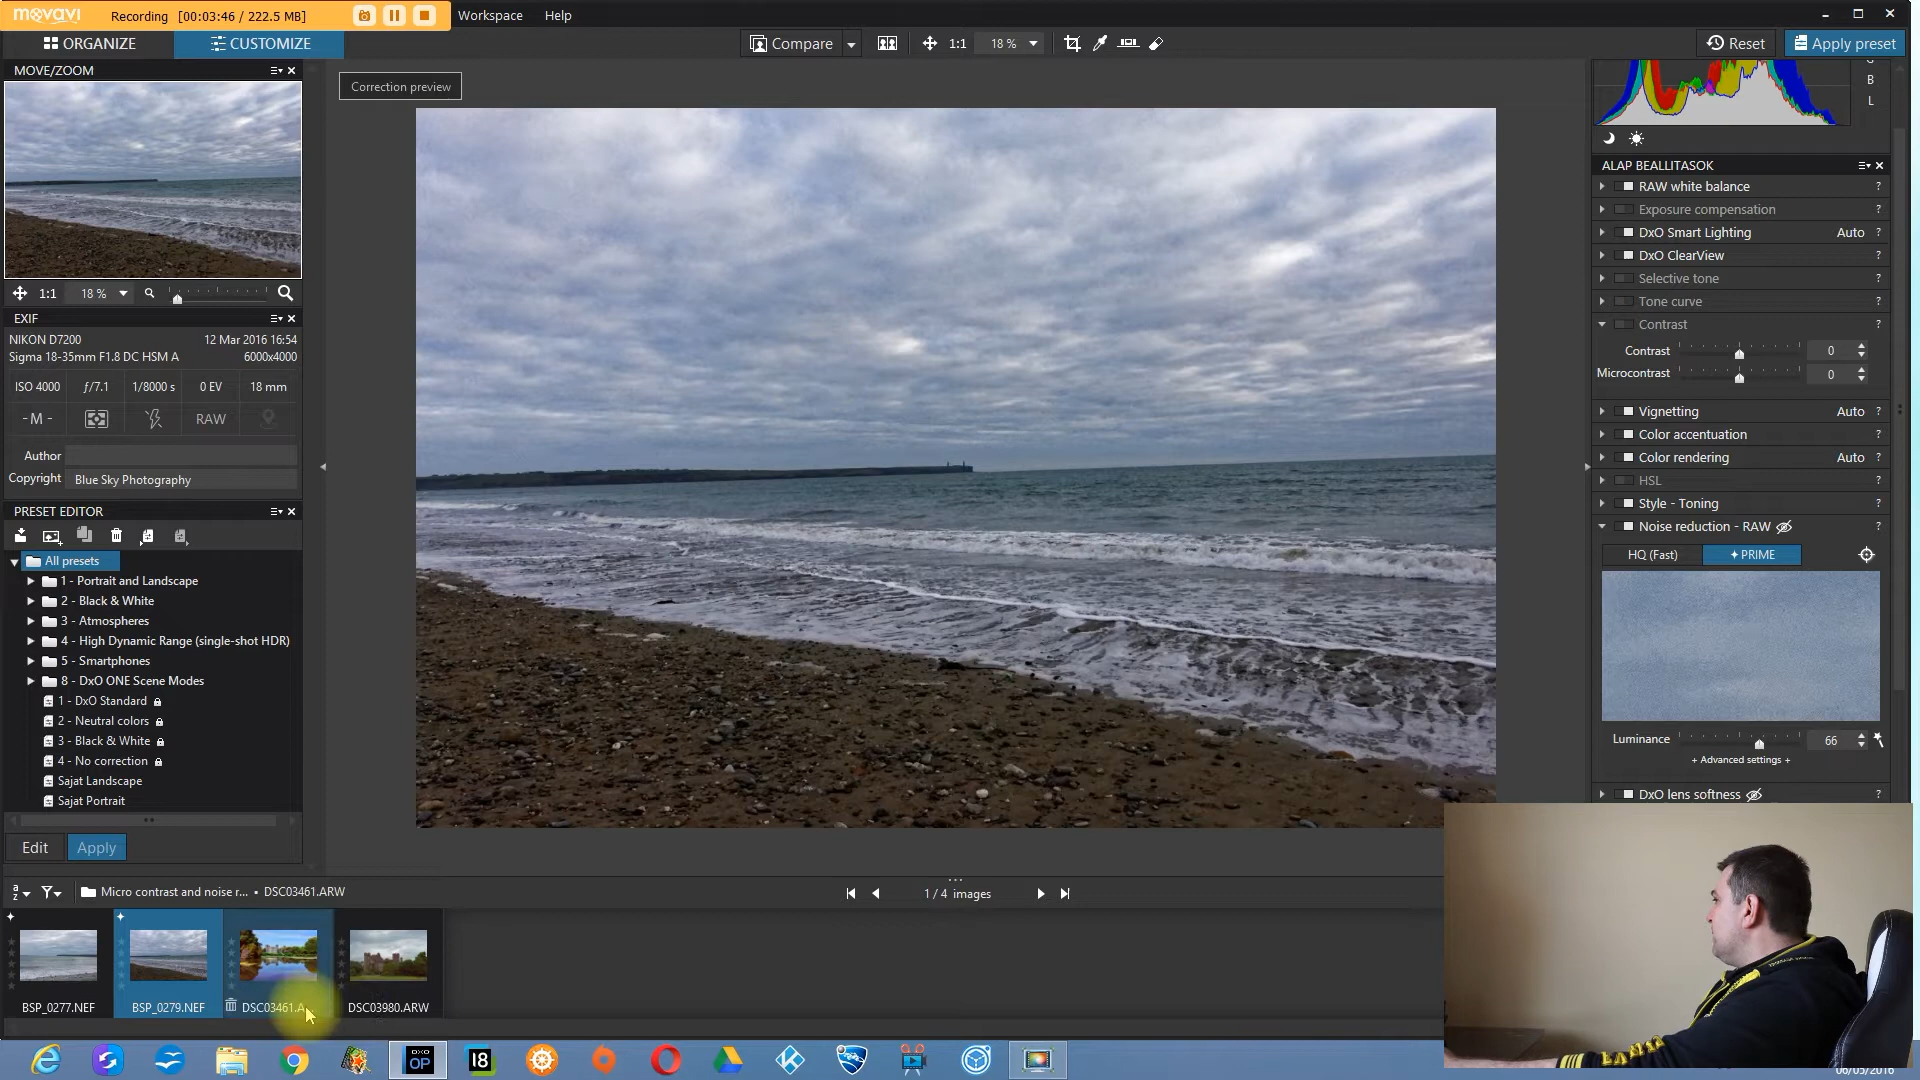 movavi Recording [00:03:46 / 222.5 MB] Workspace Help
ORGANIZE CUSTOMIZE Compare 1:1 18 % Reset Apply preset
MOVE/ZOOM
Correction preview
G
B
L
1:1 18 %
EXIF
NIKON D7200 12 Mar 2016 16:54
Sigma 18-35mm F1.8 DC HSM A 6000x4000
ISO 4000 ƒ/7.1 1/8000 s 0 EV 18 mm
- M - RAW
Author
Copyright Blue Sky Photography
PRESET EDITOR
All presets
1 - Portrait and Landscape
2 - Black & White
3 - Atmospheres
4 - High Dynamic Range (single-shot HDR)
5 - Smartphones
8 - DxO ONE Scene Modes
1 - DxO Standard
2 - Neutral colors
3 - Black & White
4 - No correction
Sajat Landscape
Sajat Portrait
Edit Apply
ALAP BEALLITASOK
RAW white balance ?
Exposure compensation ?
DxO Smart Lighting Auto ?
DxO ClearView ?
Selective tone ?
Tone curve ?
Contrast ?
Contrast 0
Microcontrast 0
Vignetting Auto ?
Color accentuation ?
Color rendering Auto ?
HSL ?
Style - Toning ?
Noise reduction - RAW ?
HQ (Fast) PRIME
Luminance 66
+ Advanced settings +
DxO lens softness ?
a
z
Micro contrast and noise r... • DSC03461.ARW 1 / 4 images
BSP_0277.NEF BSP_0279.NEF DSC03461.A DSC03980.ARW
DXO
OP
18
06/05/2016